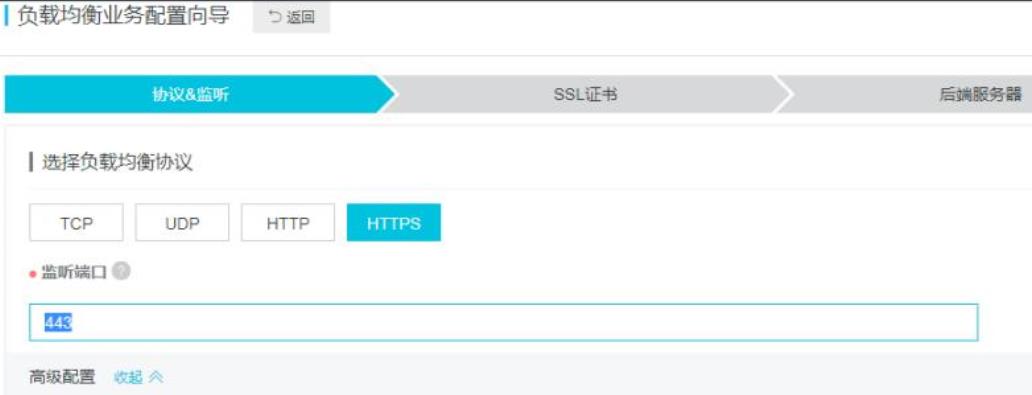 负载均衡业务配置向导 返回
协议&监听 SSL证书 后端服务器
选择负载均衡协议
TCP UDP HTTP HTTPS
监听端口 ?
443
高级配置 收起